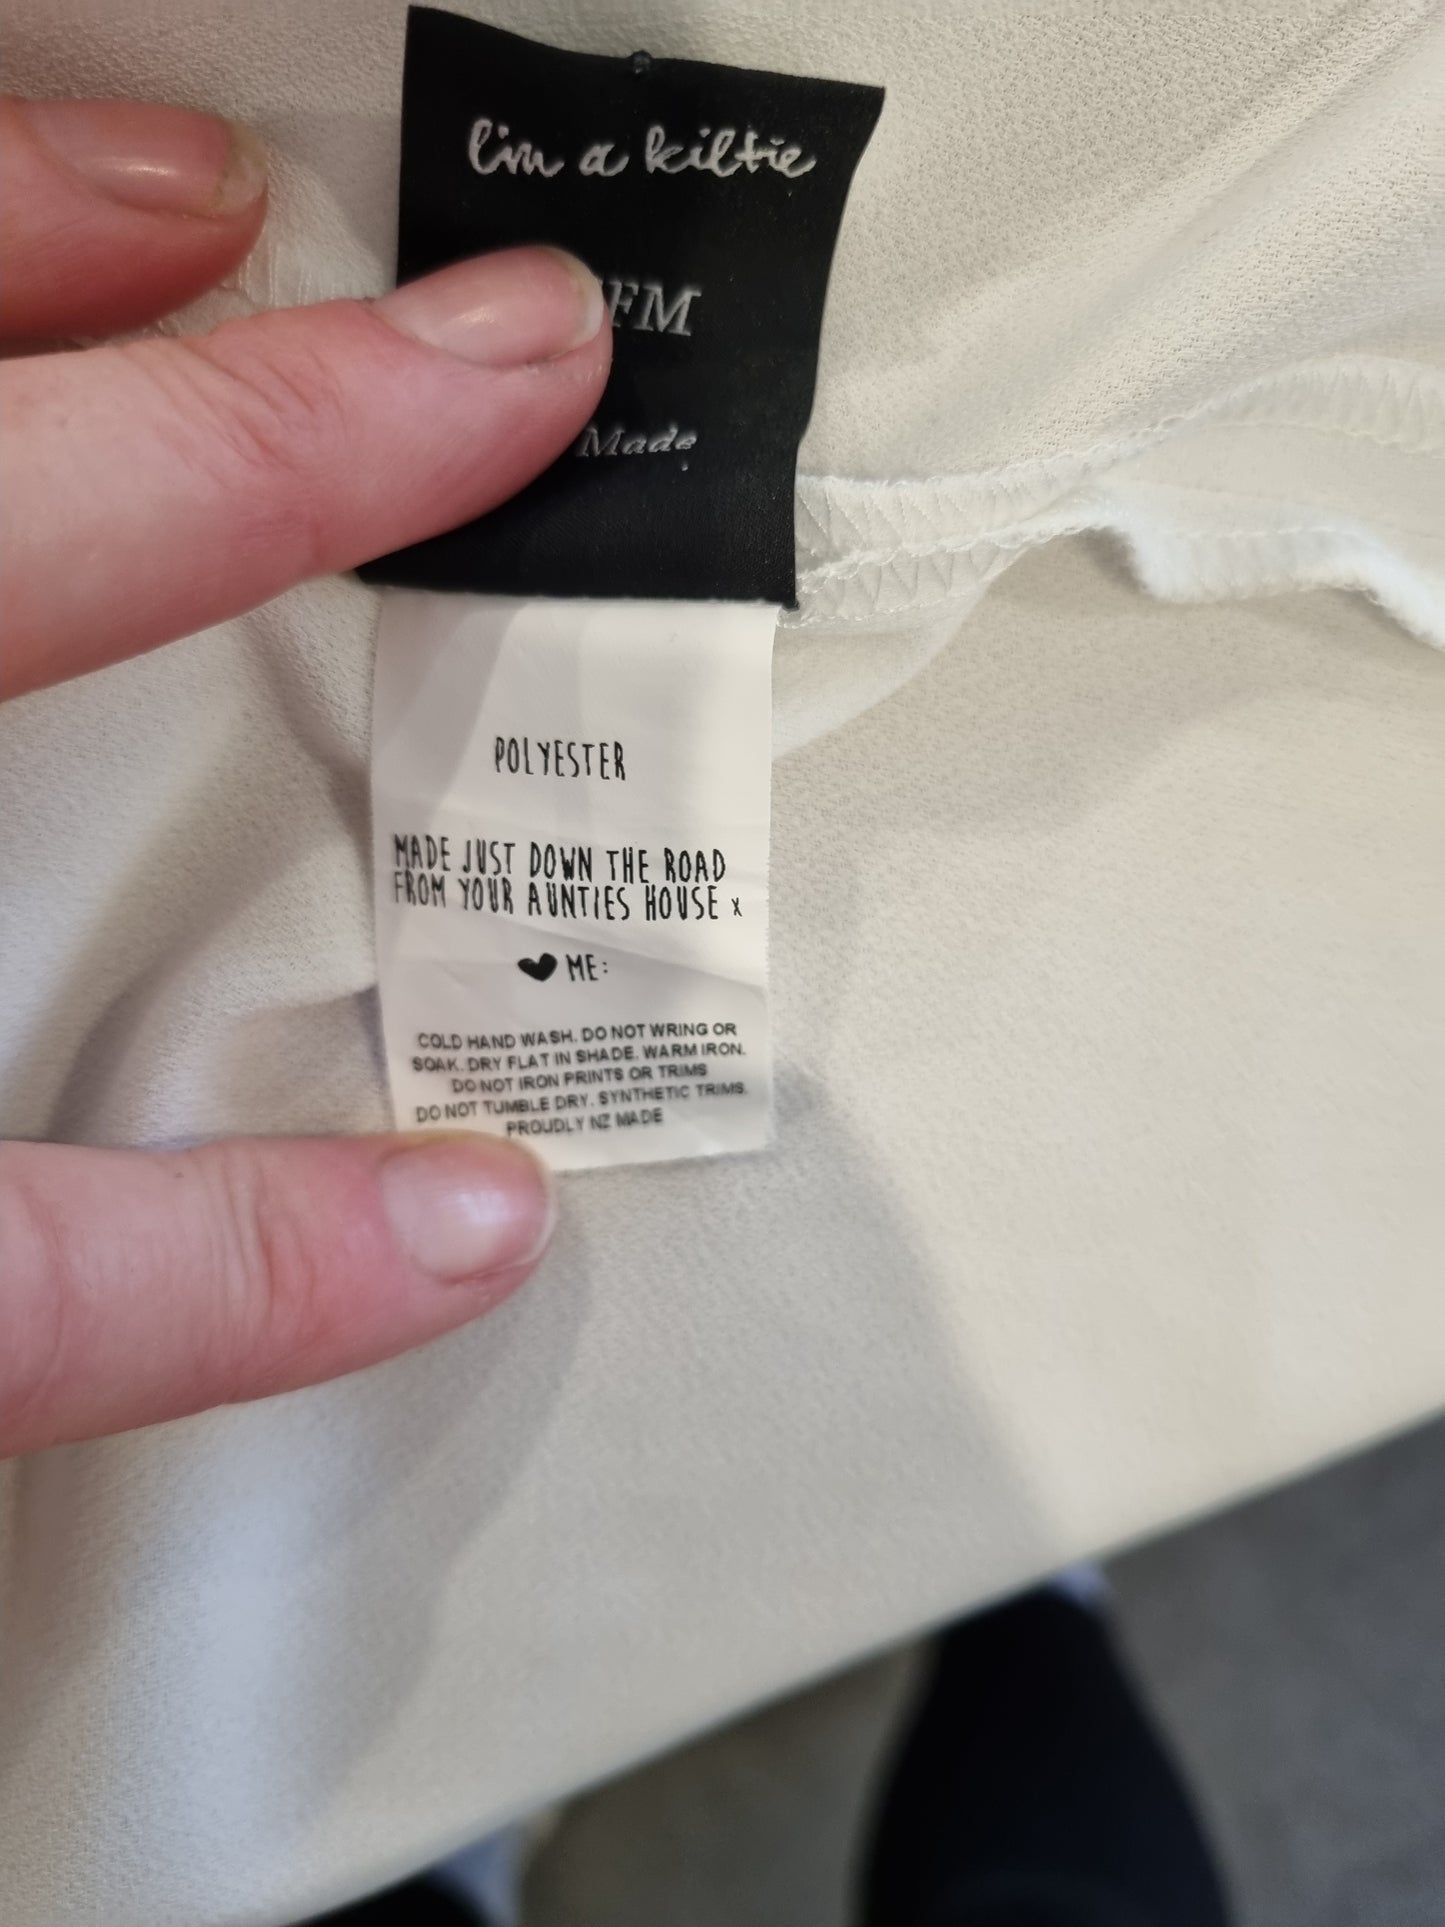 lim a kiltie
FM
Made
POLYESTER
MADE JUST DOWN THE ROAD
FROM YOUR AUNTIES HOUSE x
♥ ME:
COLD HAND WASH. DO NOT WRING OR
SOAK. DRY FLAT IN SHADE. WARM IRON.
DO NOT IRON PRINTS OR TRIMS
DO NOT TUMBLE DRY. SYNTHETIC TRIMS.
PROUDLY NZ MADE